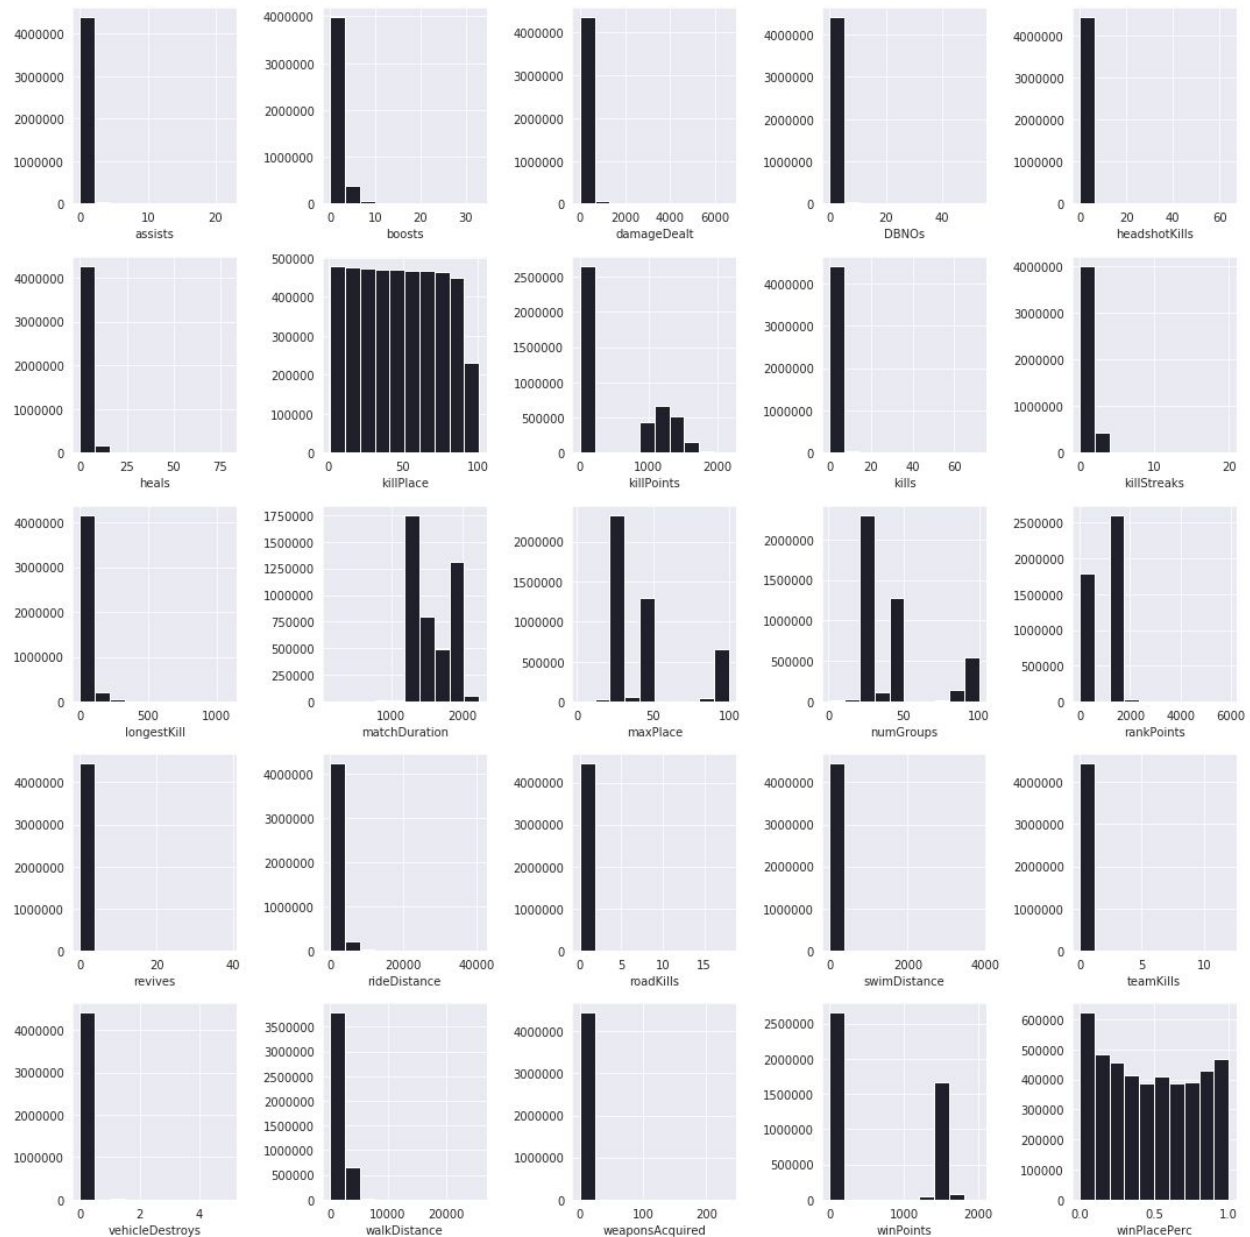 4000000
3000000
2000000
1000000
0
0 10 20
assists
4000000
3000000
2000000
1000000
0
0 10 20 30
boosts
4000000
3000000
2000000
1000000
0
0 2000 4000 6000
damageDealt
4000000
3000000
2000000
1000000
0
0 20 40
DBNOs
4000000
3000000
2000000
1000000
0
0 20 40 60
headshotKills
4000000
3000000
2000000
1000000
0
0 25 50 75
heals
500000
400000
300000
200000
100000
0
0 50 100
killPlace
2500000
2000000
1500000
1000000
500000
0
0 1000 2000
killPoints
4000000
3000000
2000000
1000000
0
0 20 40 60
kills
4000000
3000000
2000000
1000000
0
0 10 20
killStreaks
4000000
3000000
2000000
1000000
0
0 500 1000
longestKill
1750000
1500000
1250000
1000000
750000
500000
250000
0
1000 2000
matchDuration
2000000
1500000
1000000
500000
0
0 50 100
maxPlace
2000000
1500000
1000000
500000
0
0 50 100
numGroups
2500000
2000000
1500000
1000000
500000
0
0 2000 4000 6000
rankPoints
4000000
3000000
2000000
1000000
0
0 20 40
revives
4000000
3000000
2000000
1000000
0
0 20000 40000
rideDistance
4000000
3000000
2000000
1000000
0
0 5 10 15
roadKills
4000000
3000000
2000000
1000000
0
0 2000 4000
swimDistance
4000000
3000000
2000000
1000000
0
0 5 10
teamKills
4000000
3000000
2000000
1000000
0
0 2 4
vehicleDestroys
3500000
3000000
2500000
2000000
1500000
1000000
500000
0
0 10000 20000
walkDistance
4000000
3000000
2000000
1000000
0
0 100 200
weaponsAcquired
2500000
2000000
1500000
1000000
500000
0
0 1000 2000
winPoints
600000
500000
400000
300000
200000
100000
0
0.0 0.5 1.0
winPlacePerc